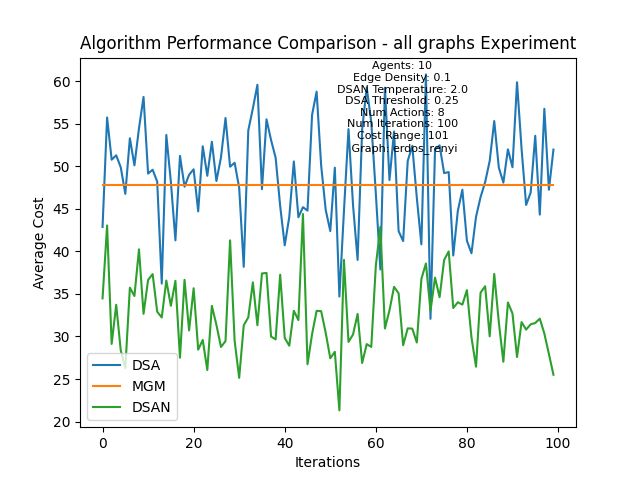 Algorithm Performance Comparison - all graphs Experiment
Agents: 10
Edge Density: 0.1
DSAN Temperature: 2.0
DSA Threshold: 0.25
Num Actions: 8
Num Iterations: 100
Cost Range: 101
Graph: erdos_renyi
Average Cost
60
55
50
45
40
35
30
25
20
DSA
MGM
DSAN
0
20
40
60
80
100
Iterations